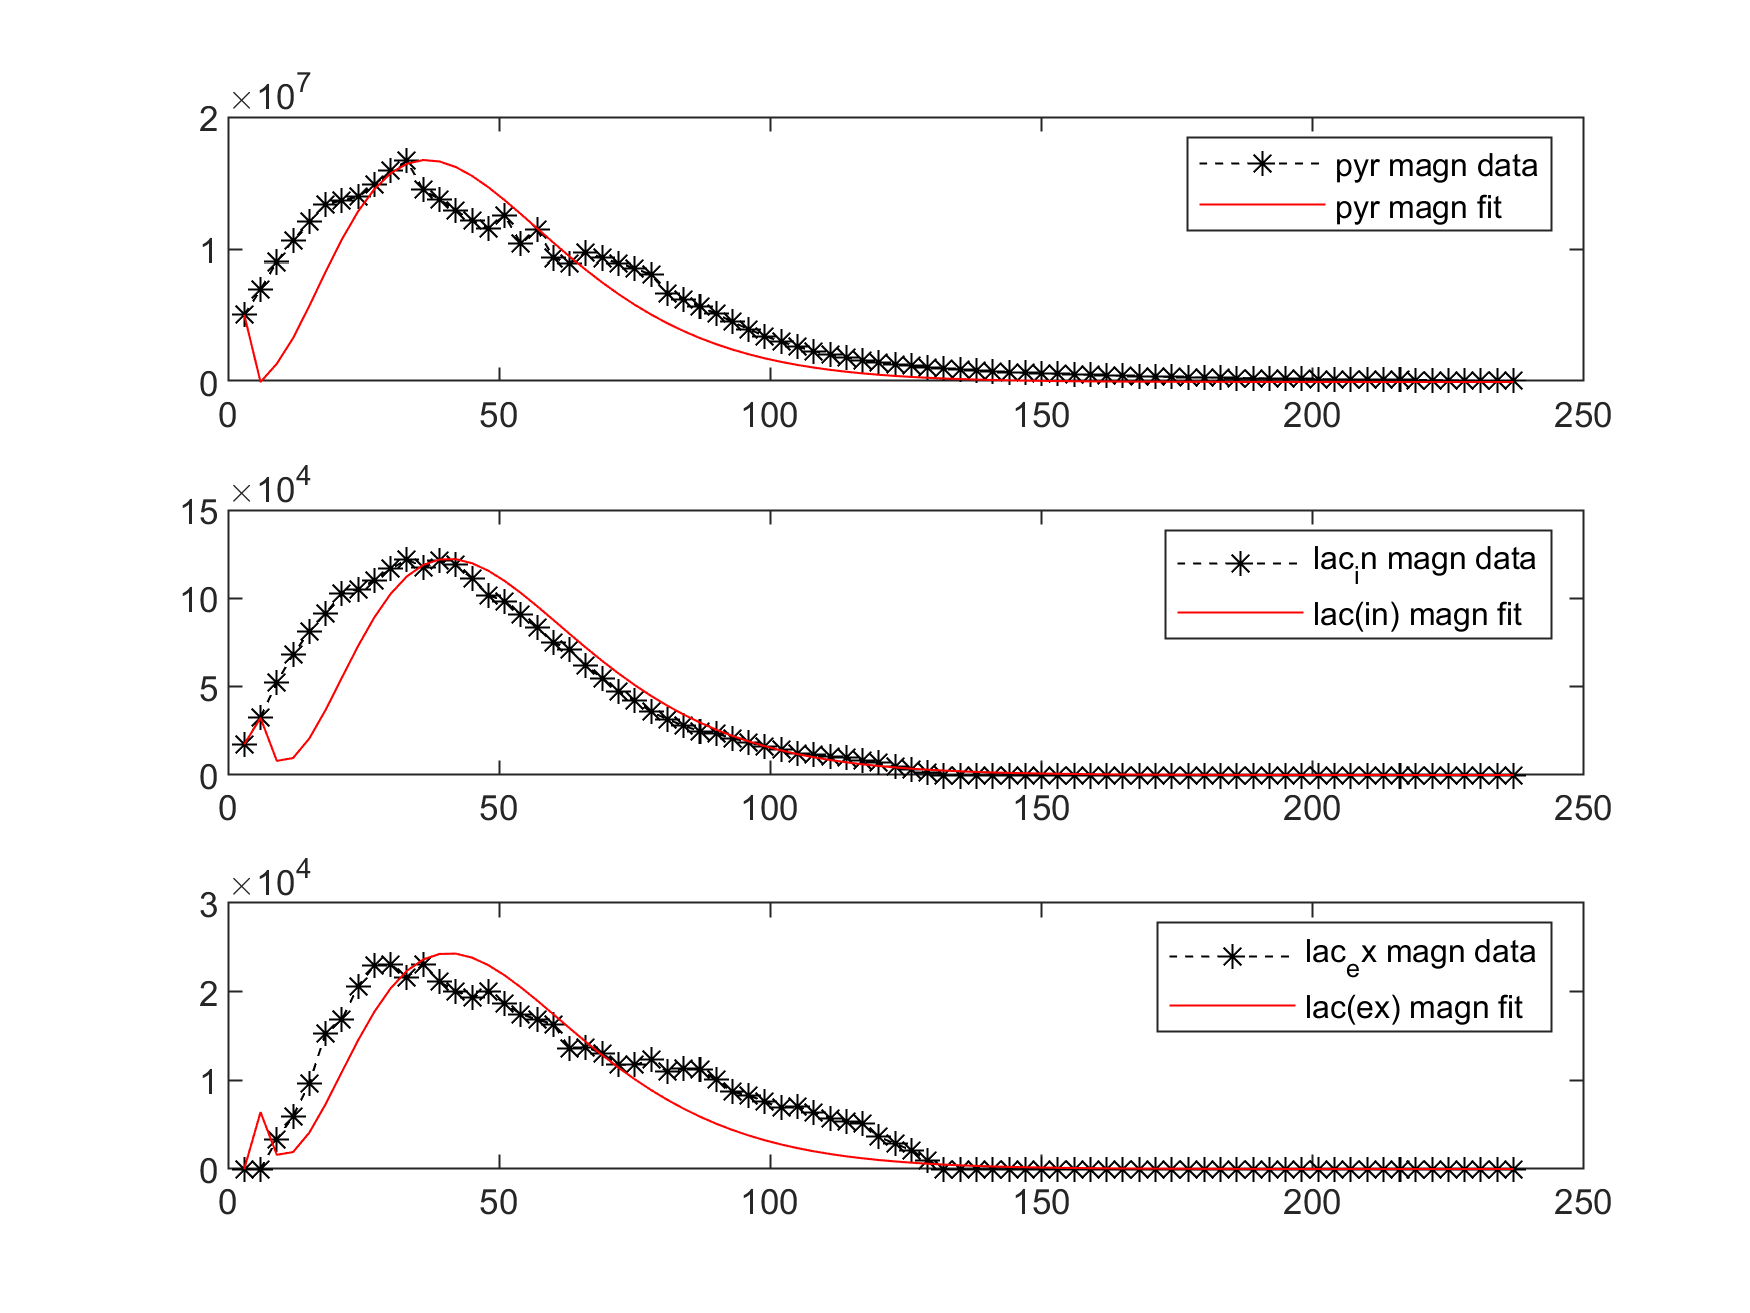 ×10^7
2
1
0
pyr magn data
pyr magn fit
0 50 100 150 200 250
×10^4
15
10
5
0
lac_in magn data
lac(in) magn fit
0 50 100 150 200 250
×10^4
3
2
1
0
lac_ex magn data
lac(ex) magn fit
0 50 100 150 200 250